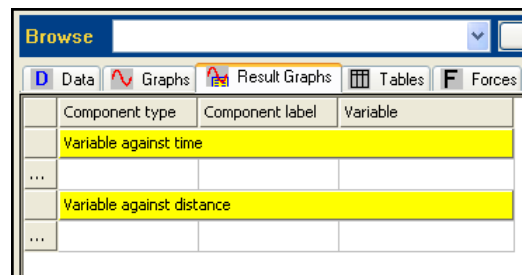 Browse
D Data Graphs Result Graphs Tables F Forces
Component type Component label Variable
Variable against time
...
Variable against distance
...